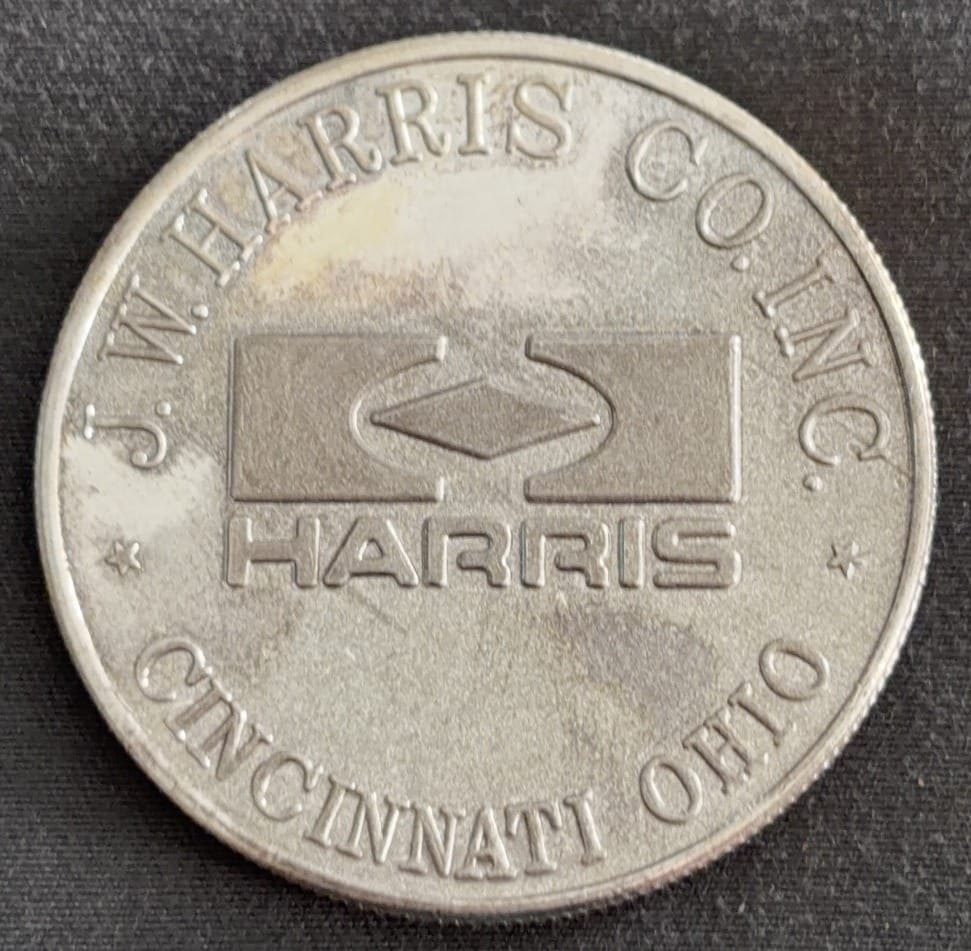 J. W. HARRIS CO. INC.
HARRIS
CINCINNATI OHIO